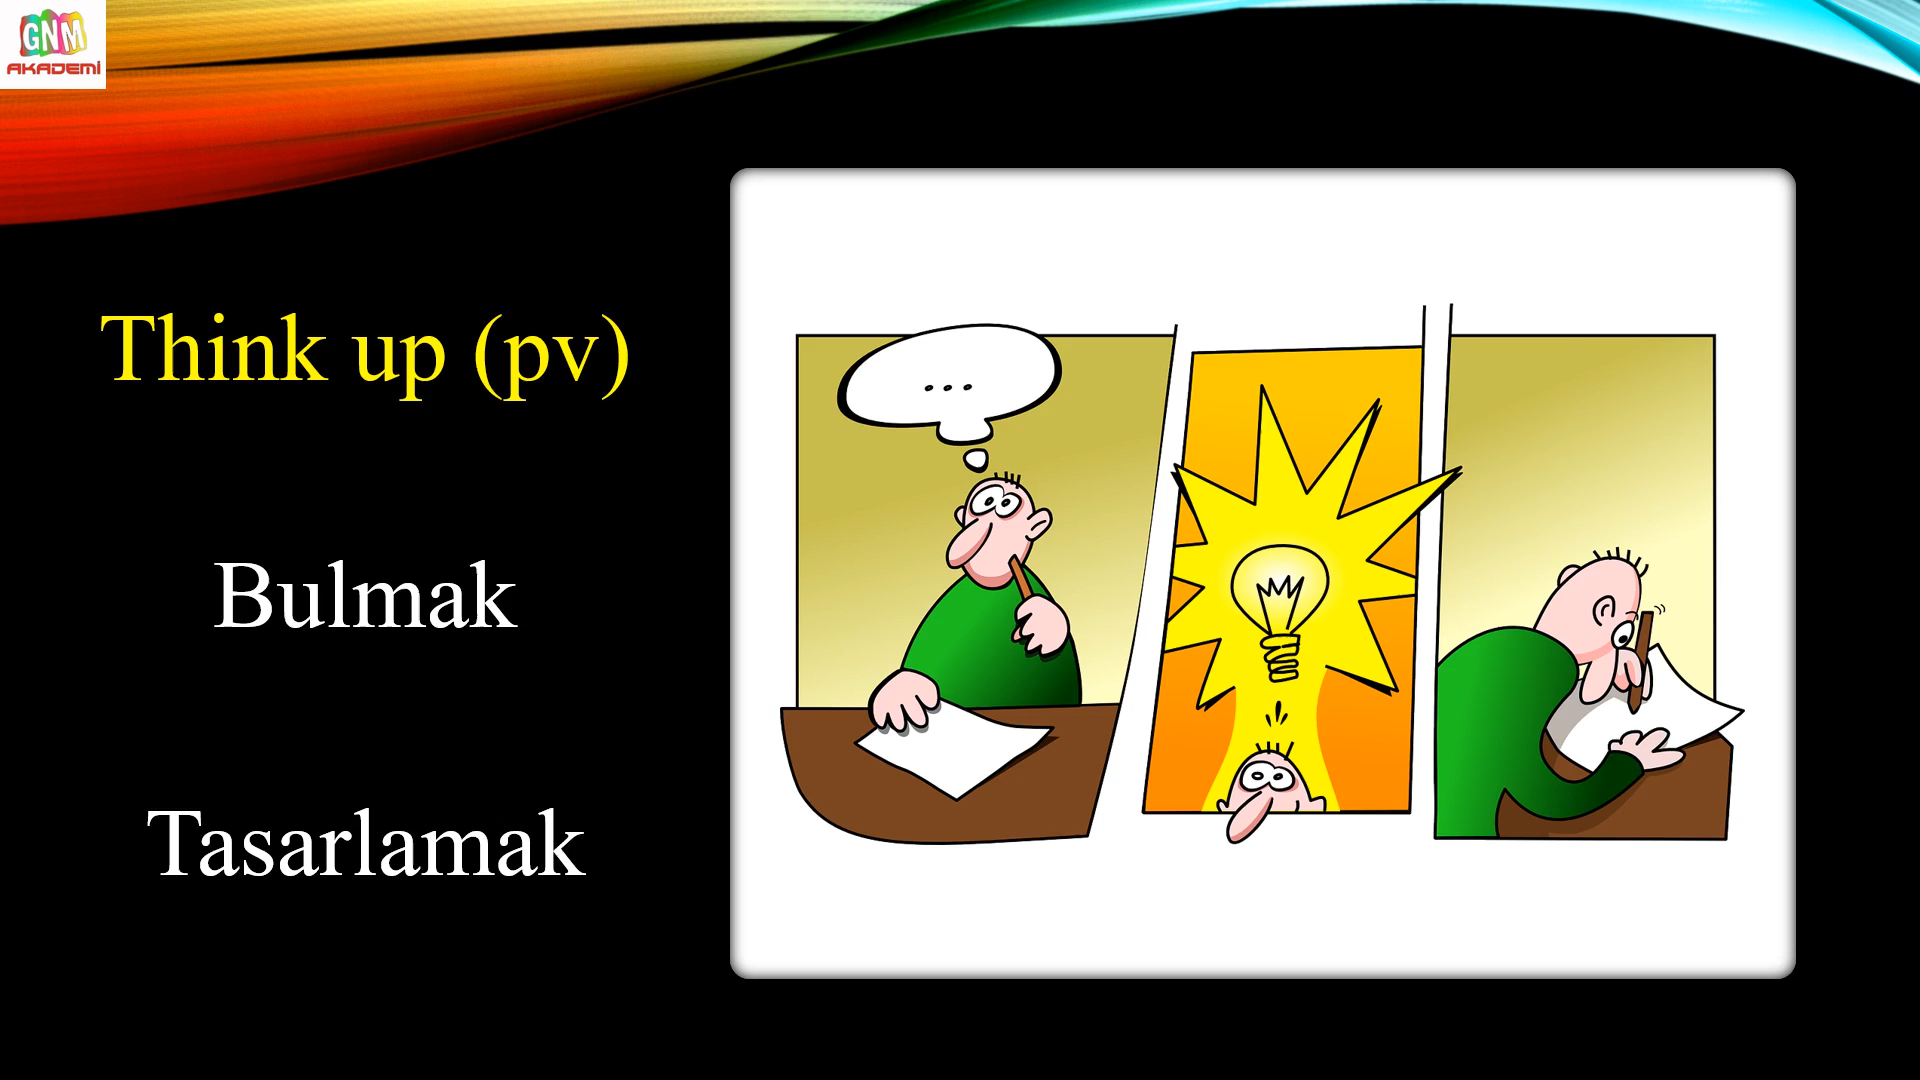 GNM
AKADEMİ
Think up (pv)
Bulmak
Tasarlamak
...